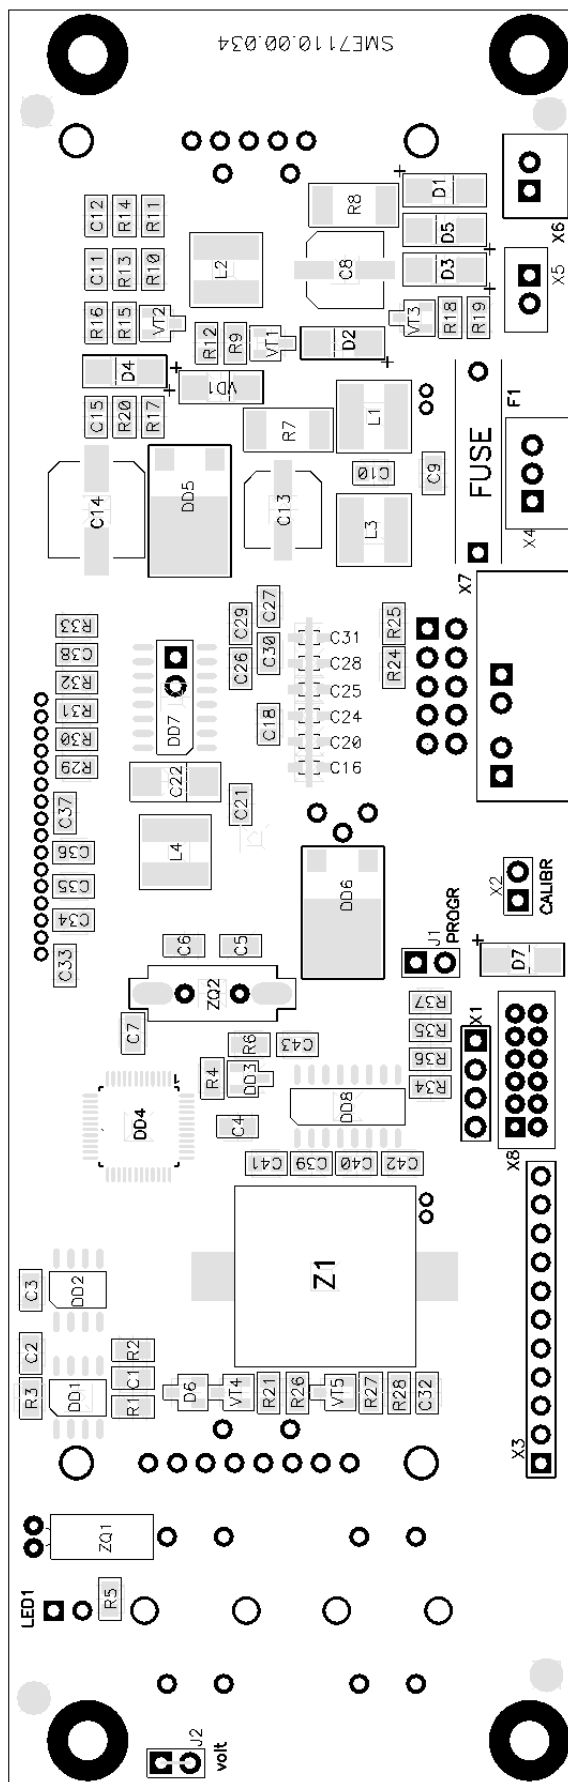 SME7110.00.034
D1
R8
C12
R14
R11
D5
X6
L2
C8
D3
X5
C11
R13
R10
R16
R15
VT2
VT3
R18
R19
R12
R9
VT1
D2
D4
VD1
C15
R20
R17
R7
L1
F1
FUSE
C10
C9
C14
DD5
C13
L3
X4
X7
R33
C38
R32
R31
R30
R29
C29
C27
C26
C30
C18
C31
C28
C25
C24
C20
C16
R25
R24
DD7
C22
C21
C37
C36
C35
C34
C33
L4
DD6
X2
CALIBR
J1
PROGR
C6
C5
ZQ2
D7
C7
R37
R35
R36
R34
X1
R6
C43
R4
DD3
DD4
C4
DD8
X8
C41
C39
C40
C42
Z1
C3
DD2
C2
R2
R3
DD1
C1
R1
D6
VT4
R21
R26
VT5
R27
R28
C32
X3
ZQ1
LED1
R5
J2
volt